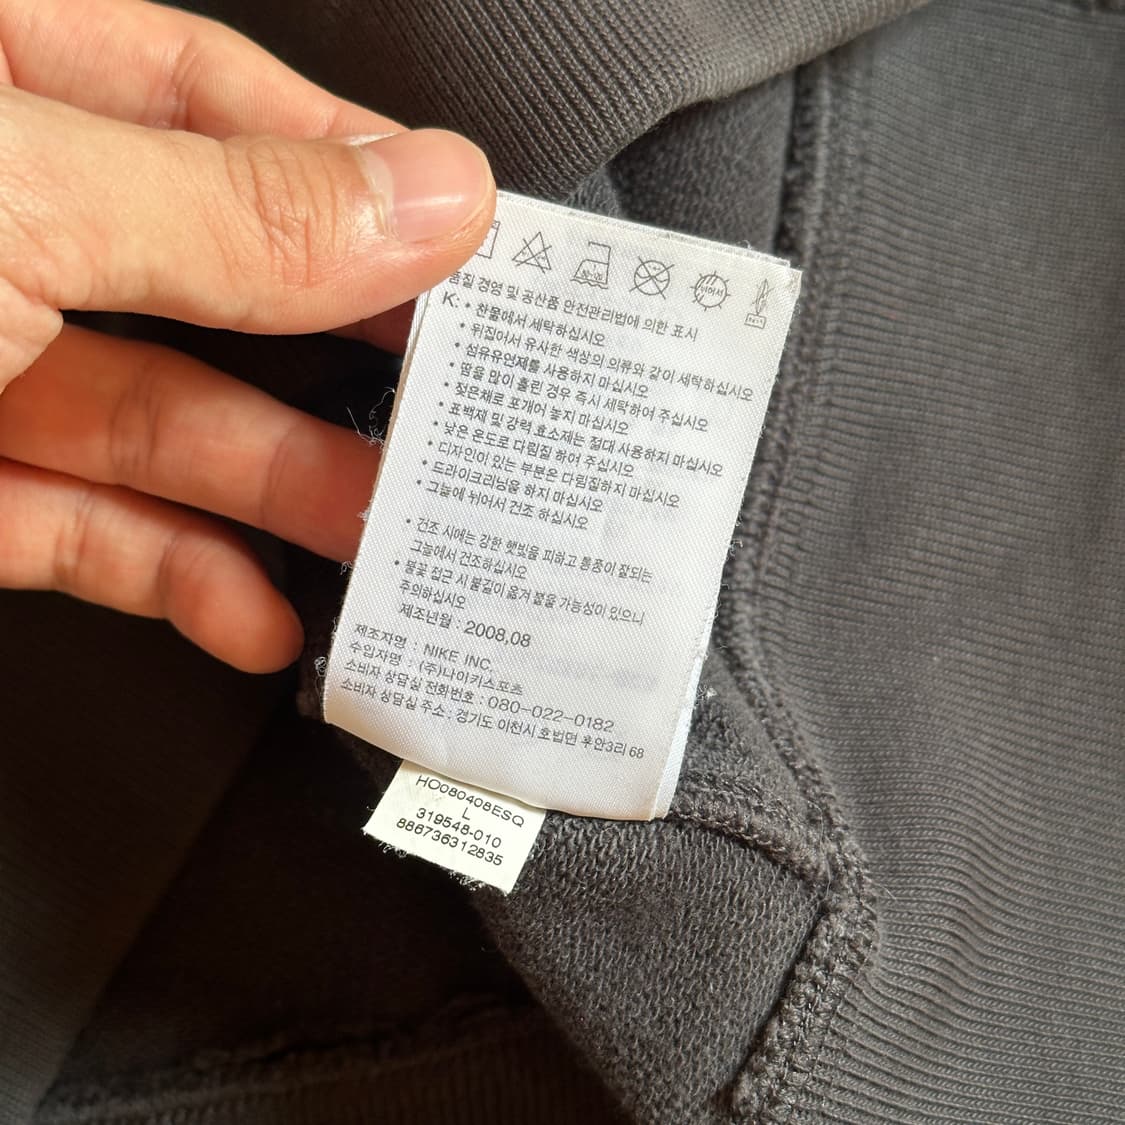 품질 경영 및 공산품 안전관리법에 의한 표시
K: • 찬물에서 세탁하십시오
• 뒤집어서 유사한 색상의 의류와 같이 세탁하십시오
• 섬유유연제를 사용하지 마십시오
• 땀을 많이 흘린 경우 즉시 세탁하여 주십시오
• 젖은채로 포개어 놓지 마십시오
• 표백제 및 강력 효소제는 절대 사용하지 마십시오
• 낮은 온도로 다림질 하여 주십시오
• 디자인이 있는 부분은 다림질하지 마십시오
• 드라이크리닝을 하지 마십시오
• 그늘에 뉘어서 건조 하십시오
• 건조 시에는 강한 햇빛을 피하고 통풍이 잘되는
그늘에서 건조하십시오
• 불꽃 접근 시 불길이 옮겨 붙을 가능성이 있으니
주의하십시오
제조년월 : 2008,08
제조자명 : NIKE INC.
수입자명 : (주)나이키스포츠
소비자 상담실 전화번호 : 080-022-0182
소비자 상담실 주소 : 경기도 이천시 호법면 후안3리 68
HO080408ESQ
L
319548-010
886736312835